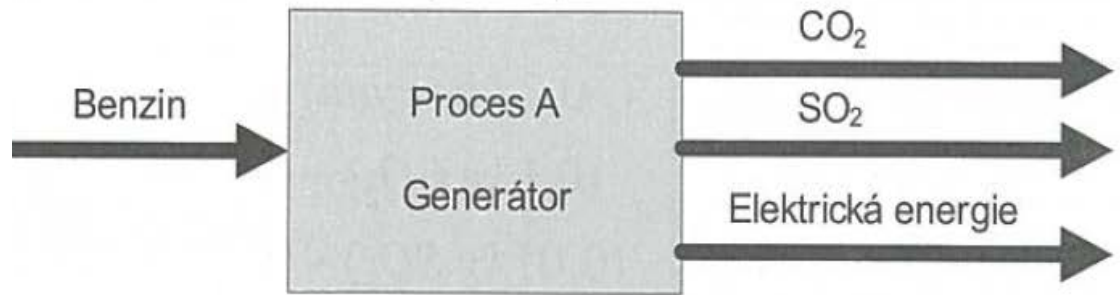 Benzin
Proces A
Generátor
CO₂
SO₂
Elektrická energie